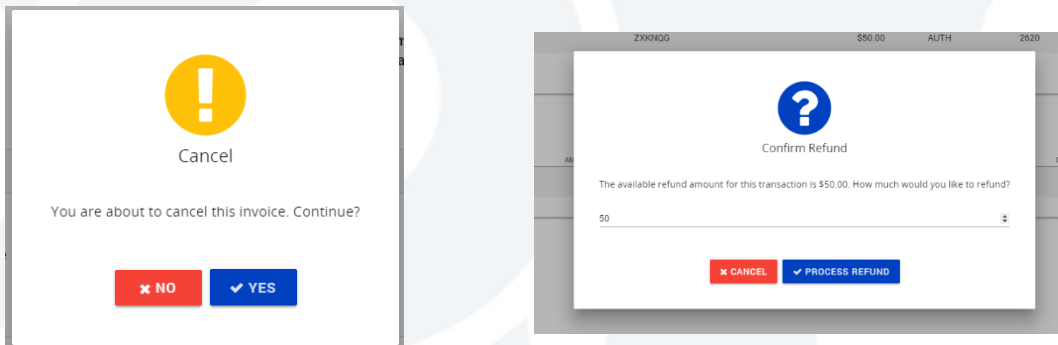 Cancel
You are about to cancel this invoice. Continue?
NO
YES
ZXKNQG $50.00 AUTH 2620
Confirm Refund
The available refund amount for this transaction is $50.00. How much would you like to refund?
50
CANCEL
PROCESS REFUND